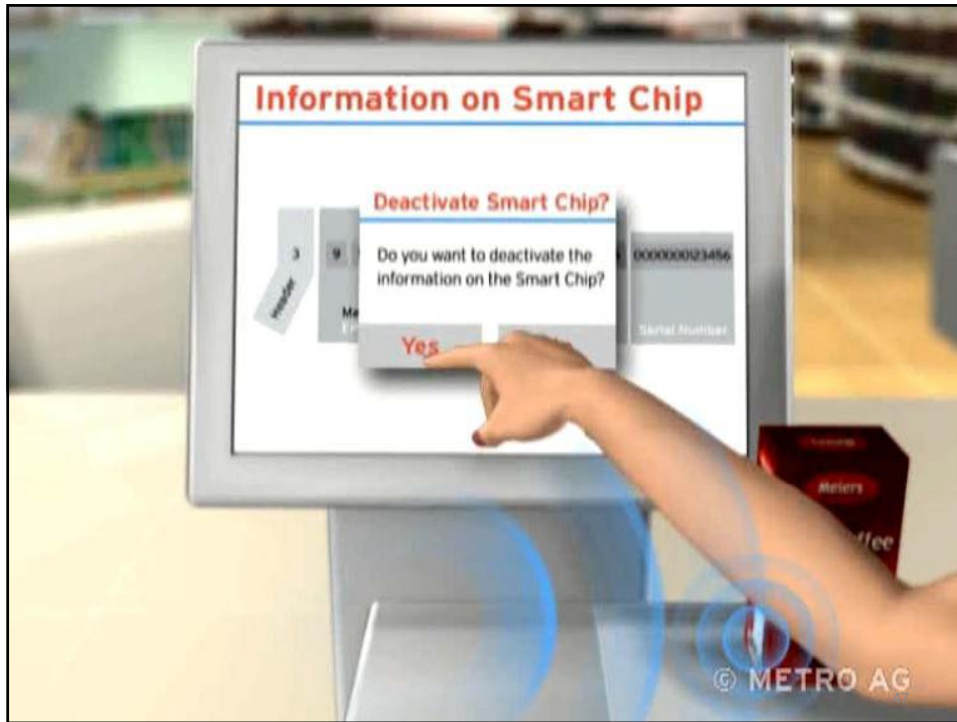 Information on Smart Chip
Deactivate Smart Chip?
3
9
Do you want to deactivate the
information on the Smart Chip?
0000000123456
Header
Serial Number
Yes
Meiers
© METRO AG